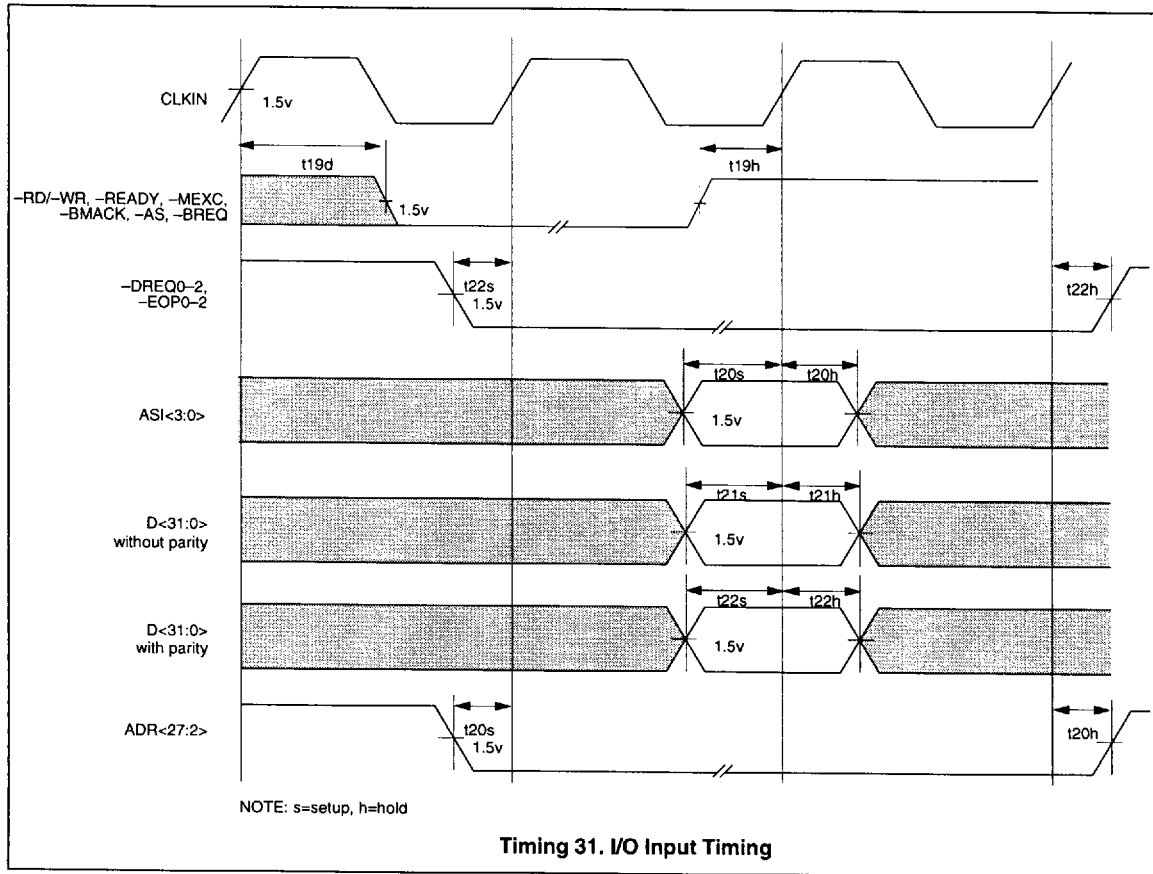 CLKIN
1.5v
t19d
t19h
–RD/–WR, –READY, –MEXC,
–BMACK, –AS, –BREQ
1.5v
–DREQ0–2,
–EOP0–2
t22s
1.5v
t22h
t20s
t20h
ASI<3:0>
1.5v
t21s
t21h
D<31:0>
without parity
1.5v
t22s
t22h
D<31:0>
with parity
1.5v
ADR<27:2>
t20s
1.5v
t20h
NOTE: s=setup, h=hold
Timing 31. I/O Input Timing